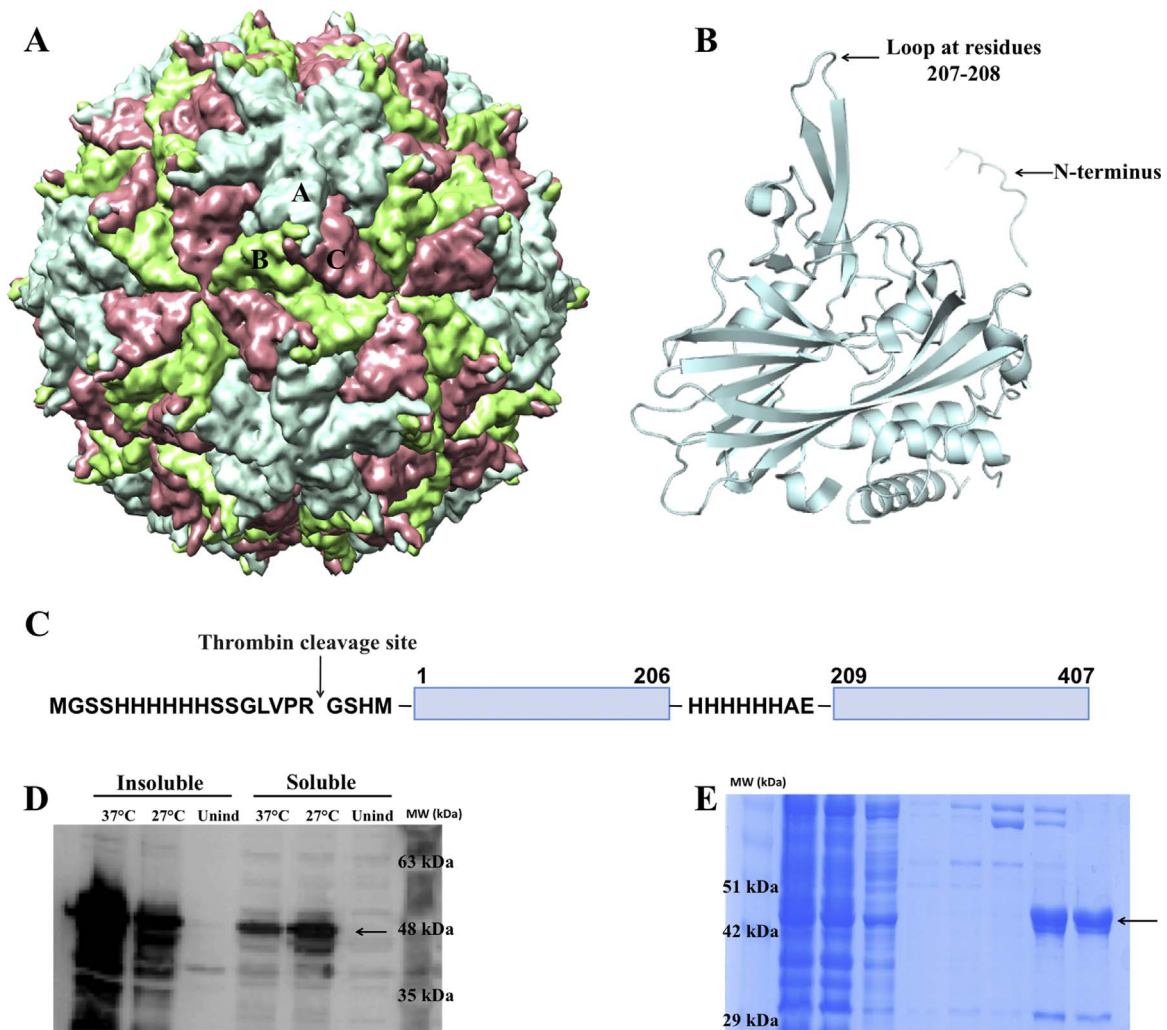 A
B
Loop at residues
207-208
N-terminus
A
B
C
C
Thrombin cleavage site
1
206
209
407
MGSSHHHHHHSSGLVPR GSHM
HHHHHHAE
D
Insoluble
Soluble
37°C
27°C
Unind
37°C
27°C
Unind
MW (kDa)
63 kDa
48 kDa
35 kDa
E
MW (kDa)
51 kDa
42 kDa
29 kDa